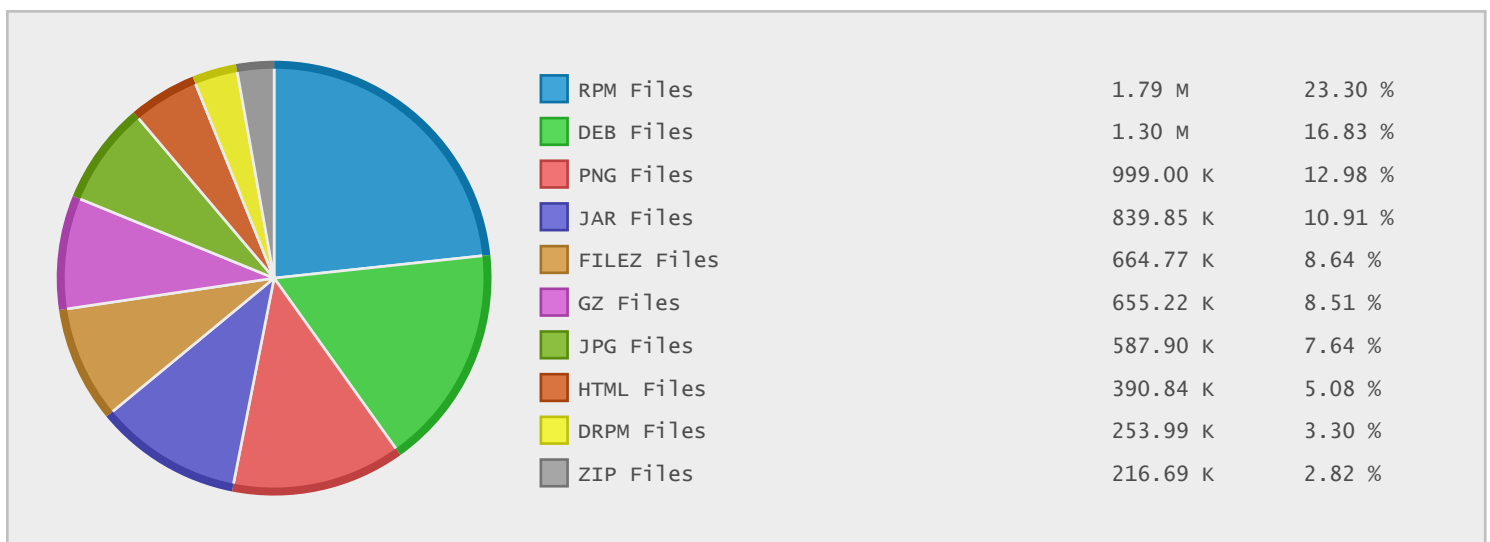 RPM Files 1.79 M 23.30 %
DEB Files 1.30 M 16.83 %
PNG Files 999.00 K 12.98 %
JAR Files 839.85 K 10.91 %
FILEZ Files 664.77 K 8.64 %
GZ Files 655.22 K 8.51 %
JPG Files 587.90 K 7.64 %
HTML Files 390.84 K 5.08 %
DRPM Files 253.99 K 3.30 %
ZIP Files 216.69 K 2.82 %